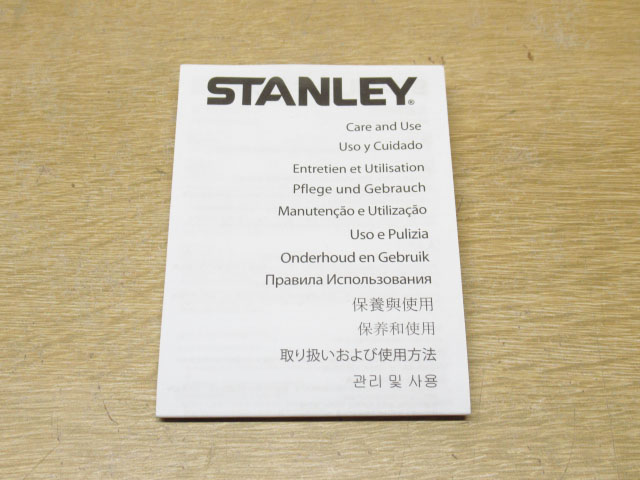 STANLEY®
Care and Use
Uso y Cuidado
Entretien et Utilisation
Pflege und Gebrauch
Manutenção e Utilização
Uso e Pulizia
Onderhoud en Gebruik
Правила Использования
保養與使用
保养和使用
取り扱いおよび使用方法
관리 및 사용